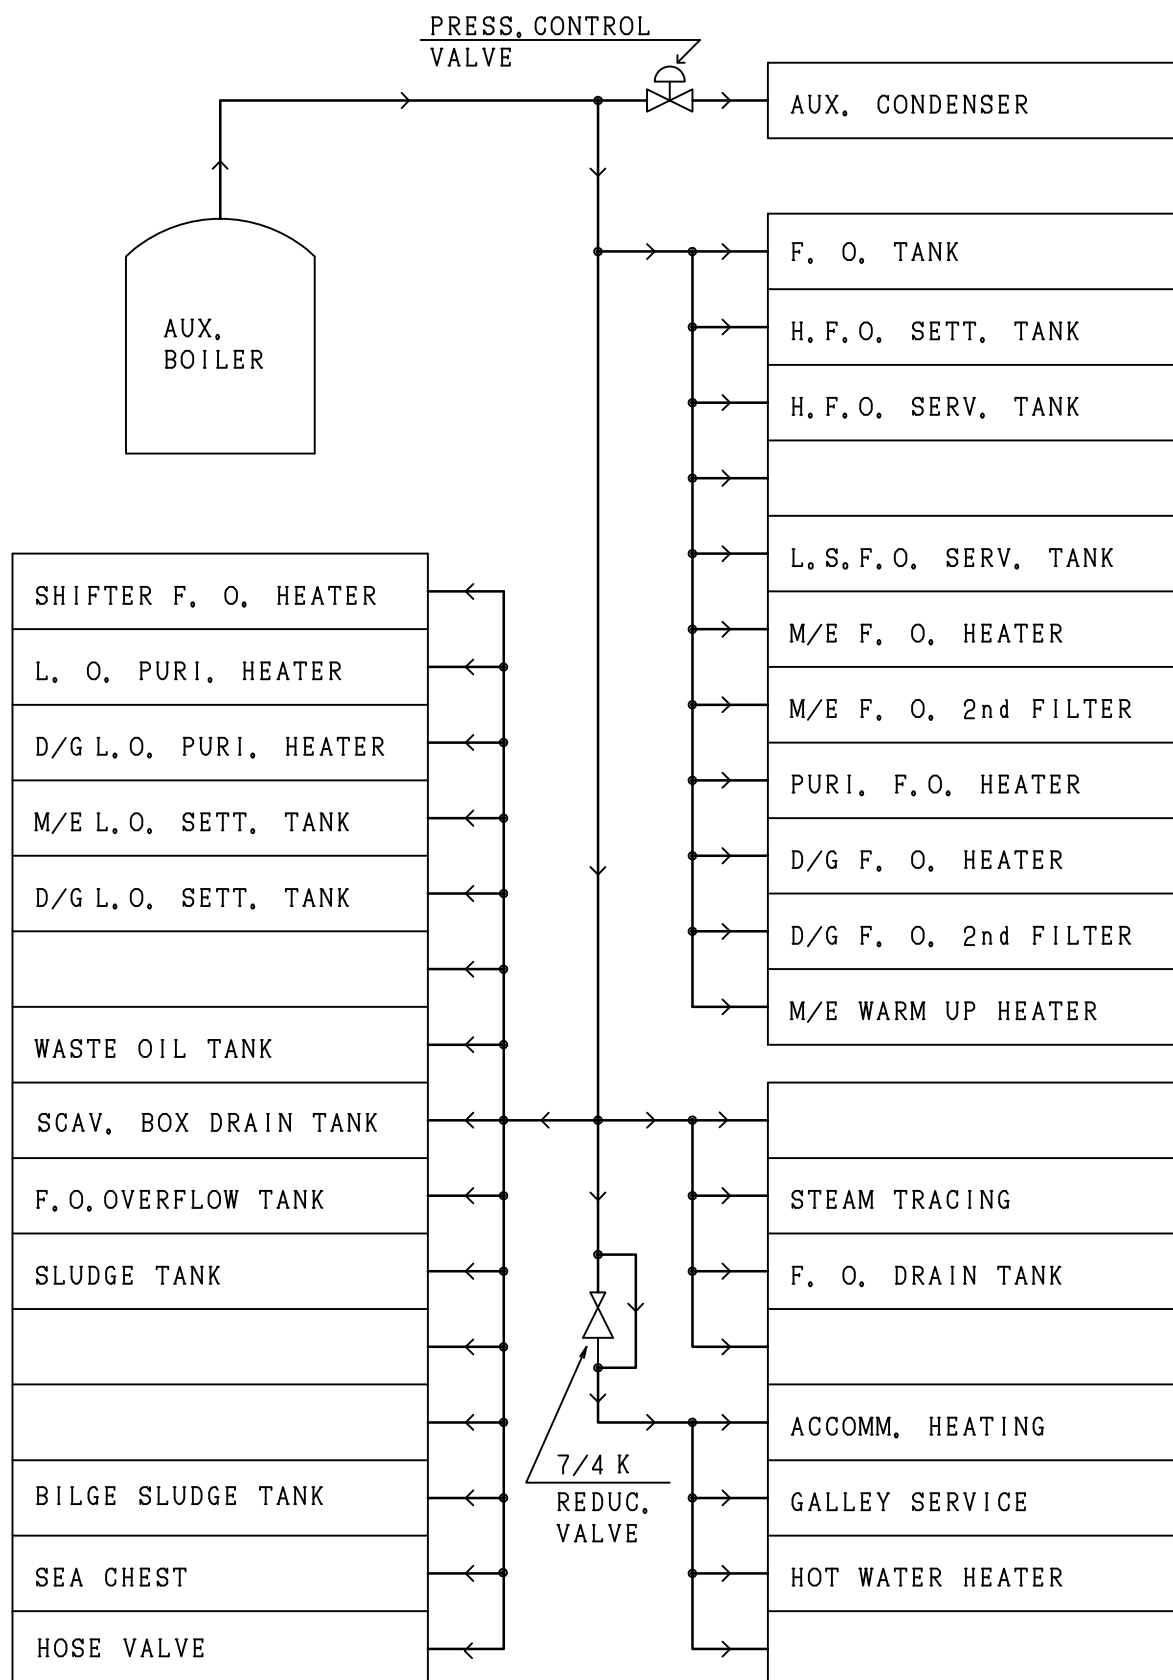 PRESS. CONTROL
VALVE
AUX. CONDENSER
AUX.
BOILER
F. O. TANK
H.F.O. SETT. TANK
H.F.O. SERV. TANK
L.S.F.O. SERV. TANK
M/E F. O. HEATER
M/E F. O. 2nd FILTER
PURI. F.O. HEATER
D/G F. O. HEATER
D/G F. O. 2nd FILTER
M/E WARM UP HEATER
SHIFTER F. O. HEATER
L. O. PURI. HEATER
D/G L.O. PURI. HEATER
M/E L.O. SETT. TANK
D/G L.O. SETT. TANK
WASTE OIL TANK
SCAV. BOX DRAIN TANK
F.O.OVERFLOW TANK
SLUDGE TANK
BILGE SLUDGE TANK
SEA CHEST
HOSE VALVE
7/4 K
REDUC.
VALVE
STEAM TRACING
F. O. DRAIN TANK
ACCOMM. HEATING
GALLEY SERVICE
HOT WATER HEATER